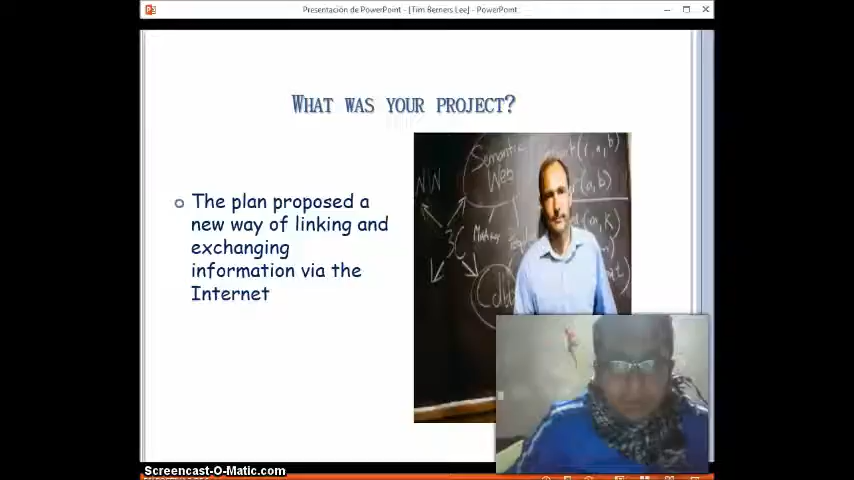 Presentación de PowerPoint - [Tim Berners Lee] - PowerPoint
WHAT WAS YOUR PROJECT?
The plan proposed a
new way of linking and
exchanging
information via the
Internet
Semantic
Web
Screencast-O-Matic.com